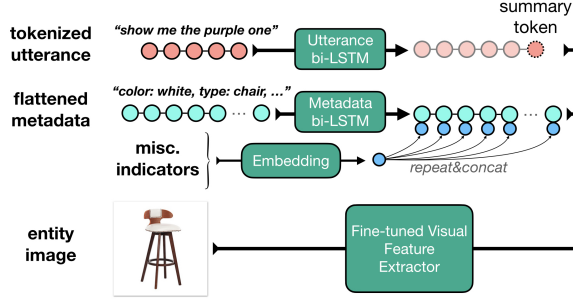 tokenized
utterance
“show me the purple one”
Utterance
bi-LSTM
summary
token
flattened
metadata
“color: white, type: chair, ...”
Metadata
bi-LSTM
misc.
indicators
Embedding
repeat&concat
entity
image
Fine-tuned Visual
Feature
Extractor